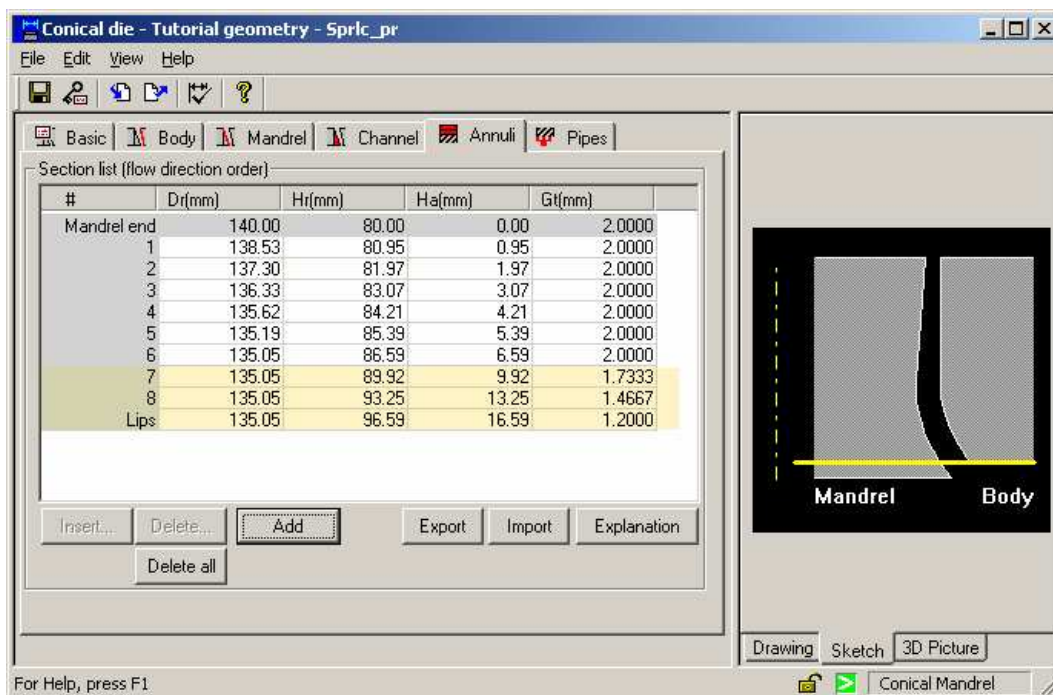 Conical die - Tutorial geometry - Sprlc_pr
File Edit View Help
Basic Body Mandrel Channel Annuli Pipes
Section list (flow direction order)
# Dr(mm) Hr(mm) Ha(mm) Gt(mm)
Mandrel end 140.00 80.00 0.00 2.0000
1 138.53 80.95 0.95 2.0000
2 137.30 81.97 1.97 2.0000
3 136.33 83.07 3.07 2.0000
4 135.62 84.21 4.21 2.0000
5 135.19 85.39 5.39 2.0000
6 135.05 86.59 6.59 2.0000
7 135.05 89.92 9.92 1.7333
8 135.05 93.25 13.25 1.4667
Lips 135.05 96.59 16.59 1.2000
Insert... Delete... Add Export Import Explanation
Delete all
Mandrel Body
Drawing Sketch 3D Picture
For Help, press F1 Conical Mandrel